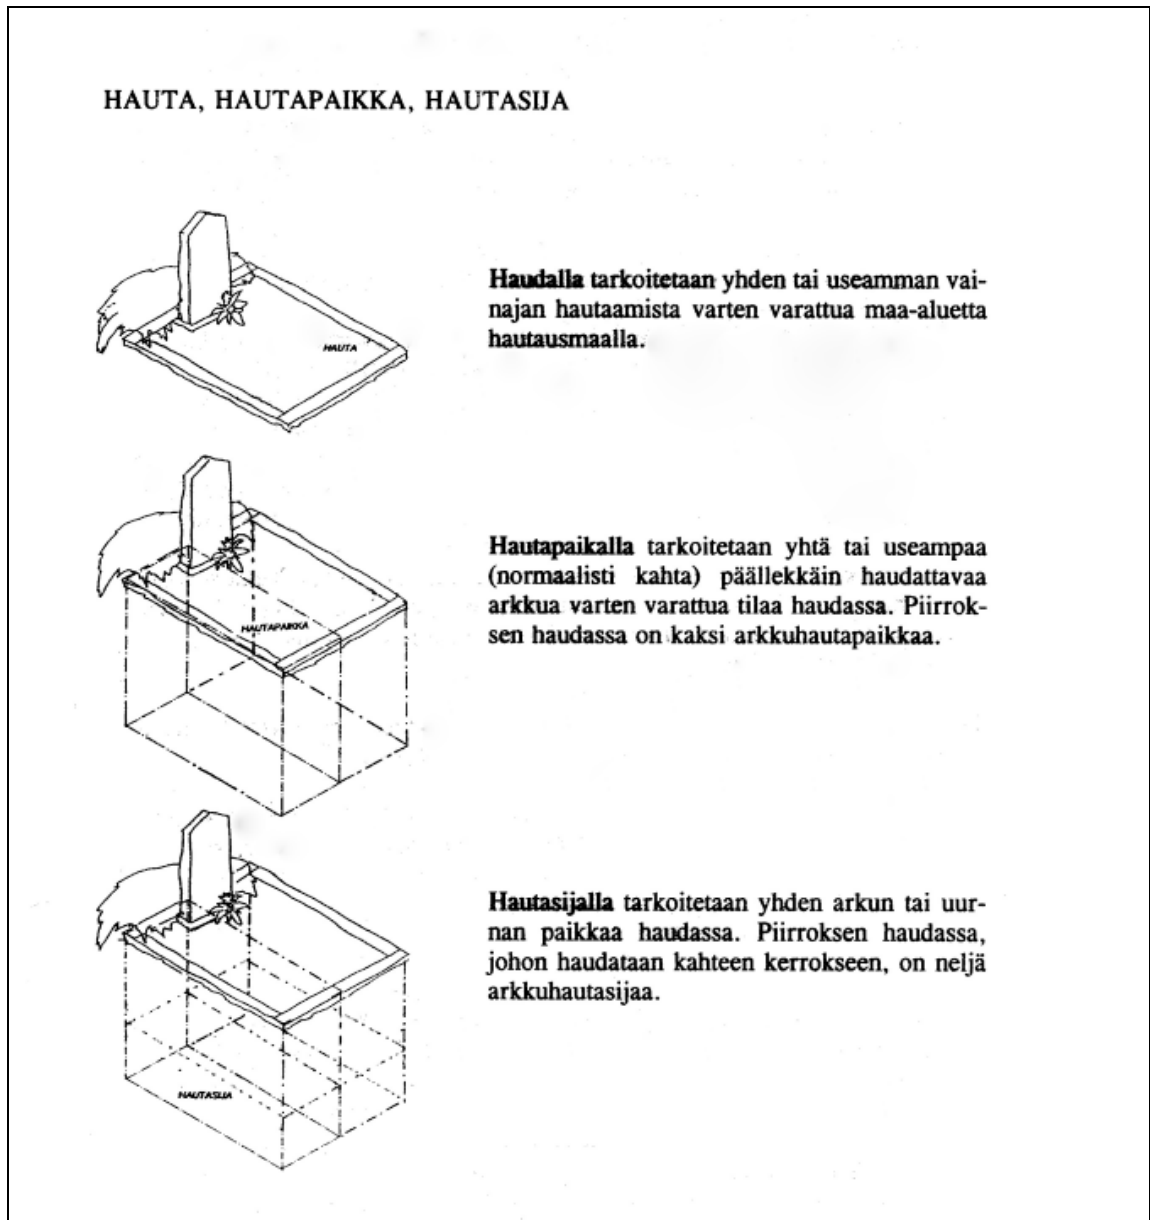 HAUTA, HAUTAPAIKKA, HAUTASIJA
Haudalla tarkoitetaan yhden tai useamman vai-
najan hautaamista varten varattua maa-aluetta
hautausmaalla.
HAUTA
Hautapaikalla tarkoitetaan yhtä tai useampaa
(normaalisti kahta) päällekkäin haudattavaa
arkkua varten varattua tilaa haudassa. Piirrok-
sen haudassa on kaksi arkkuhautapaikkaa.
HAUTAPAIKKA
Hautasijalla tarkoitetaan yhden arkun tai uur-
nan paikkaa haudassa. Piirroksen haudassa,
johon haudataan kahteen kerrokseen, on neljä
arkkuhautasijaa.
HAUTASIJA